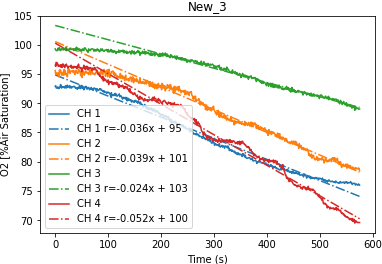 New_3
O2 [%Air Saturation]
105
100
95
90
85
80
75
70
CH 1
CH 1 r=-0.036x + 95
CH 2
CH 2 r=-0.039x + 101
CH 3
CH 3 r=-0.024x + 103
CH 4
CH 4 r=-0.052x + 100
0 100 200 300 400 500 600
Time (s)